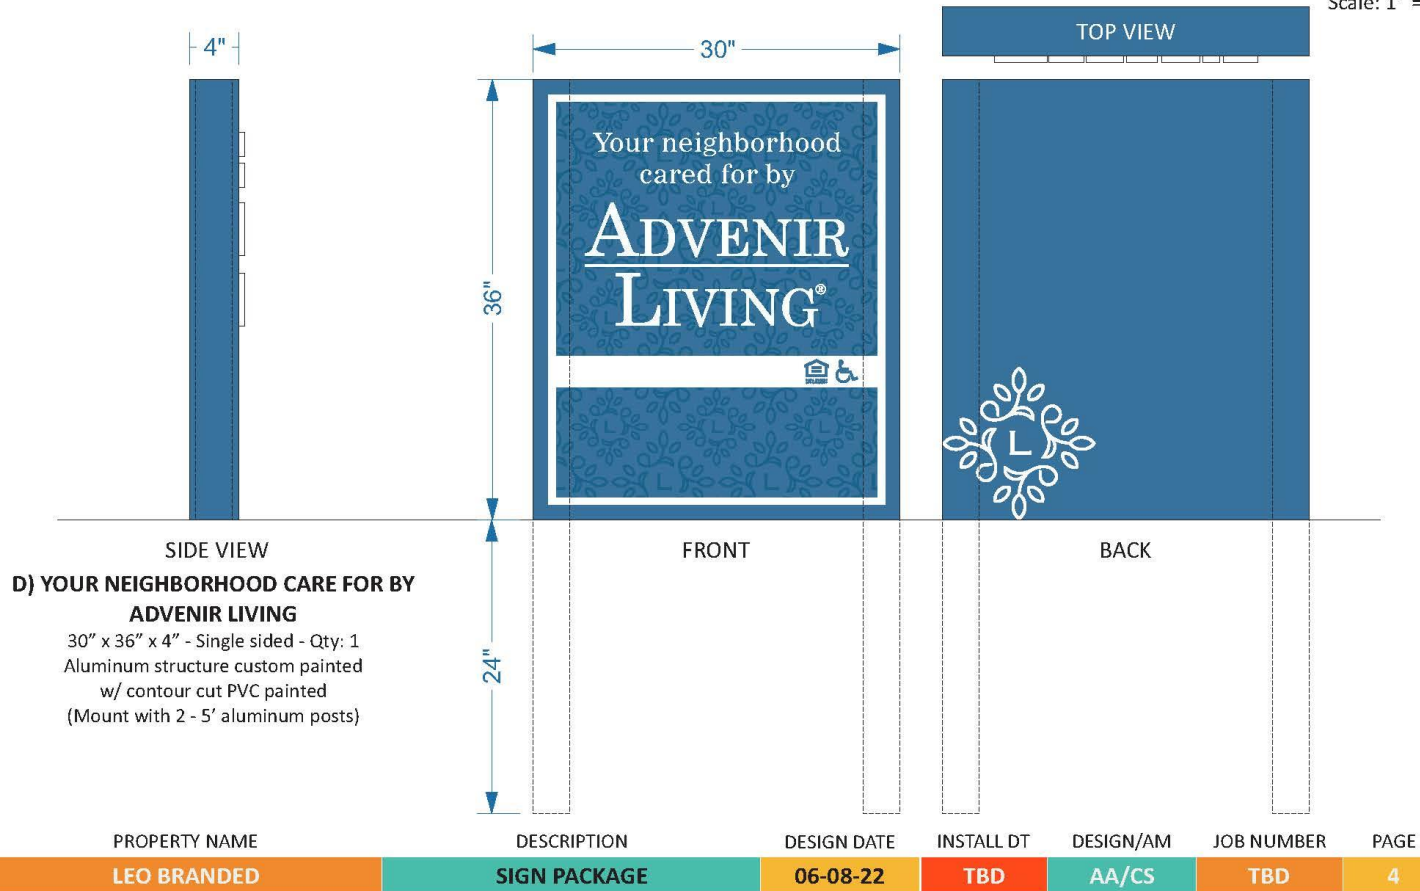 Scale: 1" =
TOP VIEW
4"
30"
Your neighborhood
cared for by
ADVENIR
LIVING®
36"
L
L
SIDE VIEW
FRONT
BACK
D) YOUR NEIGHBORHOOD CARE FOR BY
ADVENIR LIVING
30" x 36" x 4" - Single sided - Qty: 1
Aluminum structure custom painted
w/ contour cut PVC painted
(Mount with 2 - 5' aluminum posts)
24"
PROPERTY NAME DESCRIPTION DESIGN DATE INSTALL DT DESIGN/AM JOB NUMBER PAGE
LEO BRANDED SIGN PACKAGE 06-08-22 TBD AA/CS TBD 4